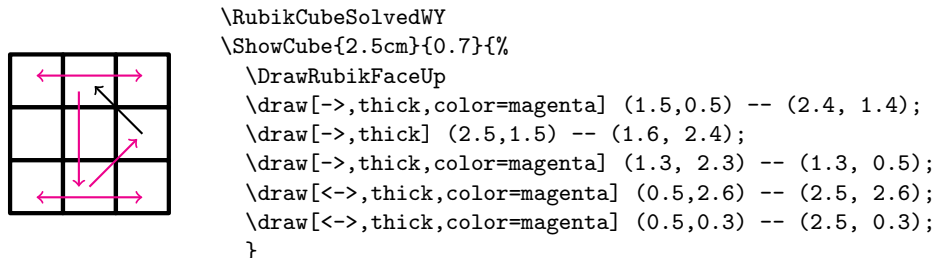 \RubikCubeSolvedWY
\ShowCube{2.5cm}{0.7}{%
  \DrawRubikFaceUp
  \draw[->,thick,color=magenta] (1.5,0.5) -- (2.4, 1.4);
  \draw[->,thick] (2.5,1.5) -- (1.6, 2.4);
  \draw[->,thick,color=magenta] (1.3, 2.3) -- (1.3, 0.5);
  \draw[<->,thick,color=magenta] (0.5,2.6) -- (2.5, 2.6);
  \draw[<->,thick,color=magenta] (0.5,0.3) -- (2.5, 0.3);
  }